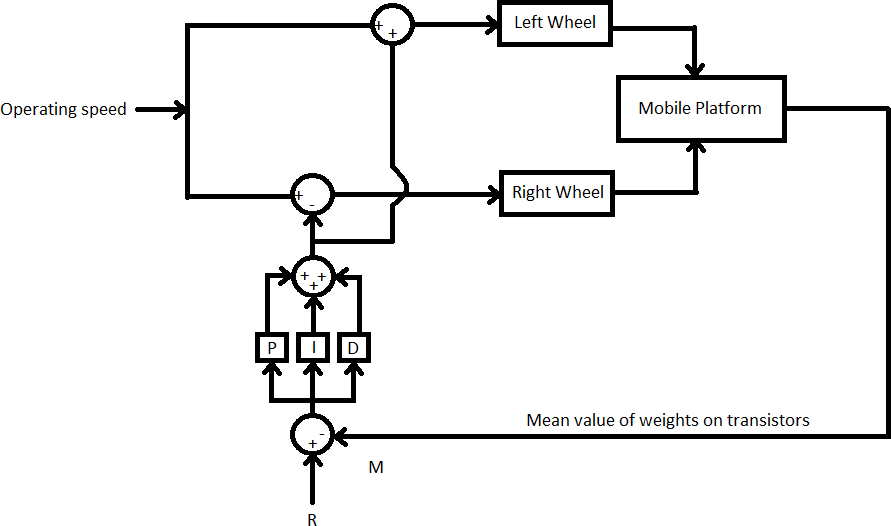 +
+
Left Wheel
Operating speed
Mobile Platform
+
-
Right Wheel
+ +
+
P
I
D
Mean value of weights on transistors
-
+
M
R